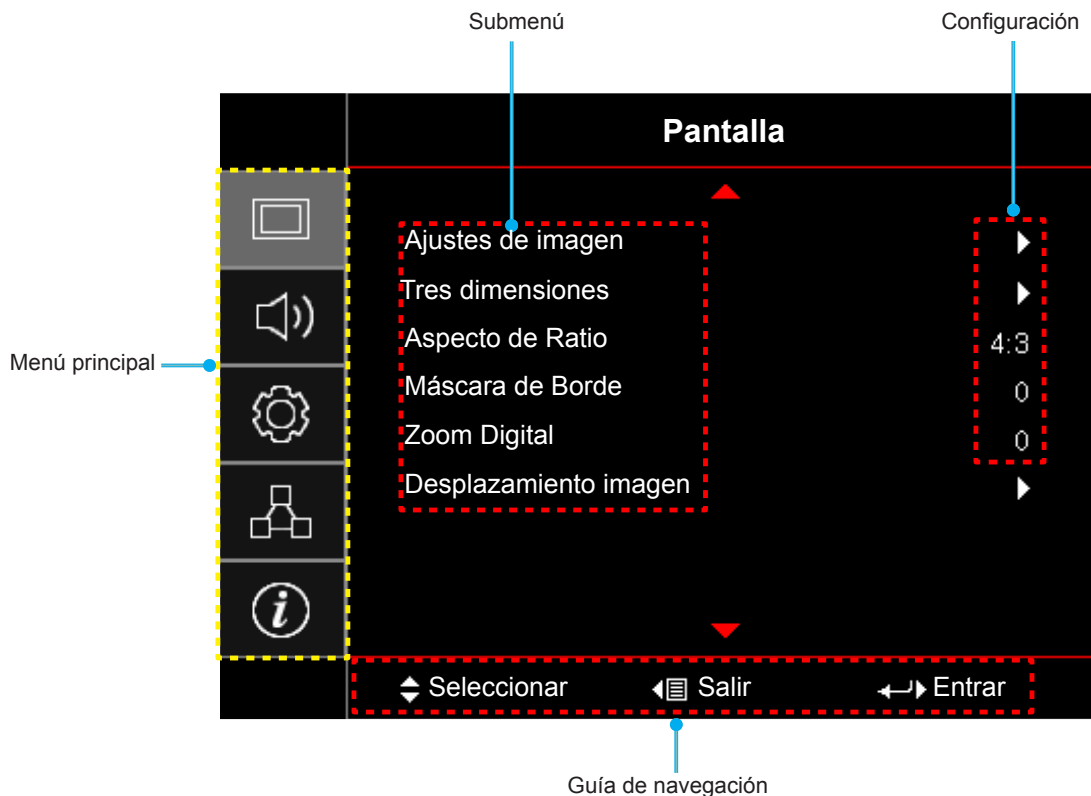 Submenú
Configuración
Pantalla
Ajustes de imagen
Tres dimensiones
Aspecto de Ratio 4:3
Menú principal
Máscara de Borde 0
Zoom Digital 0
Desplazamiento imagen
i
Seleccionar Salir Entrar
Guía de navegación